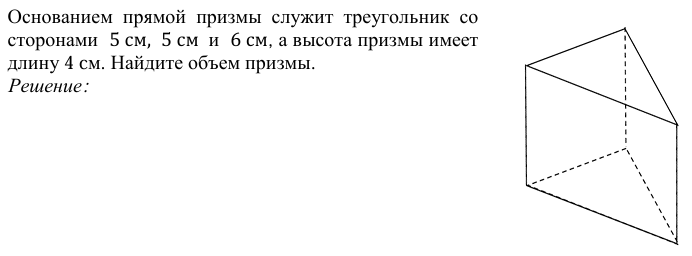 Основанием прямой призмы служит треугольник со
сторонами 5 см, 5 см и 6 см, а высота призмы имеет
длину 4 см. Найдите объем призмы.
Решение: